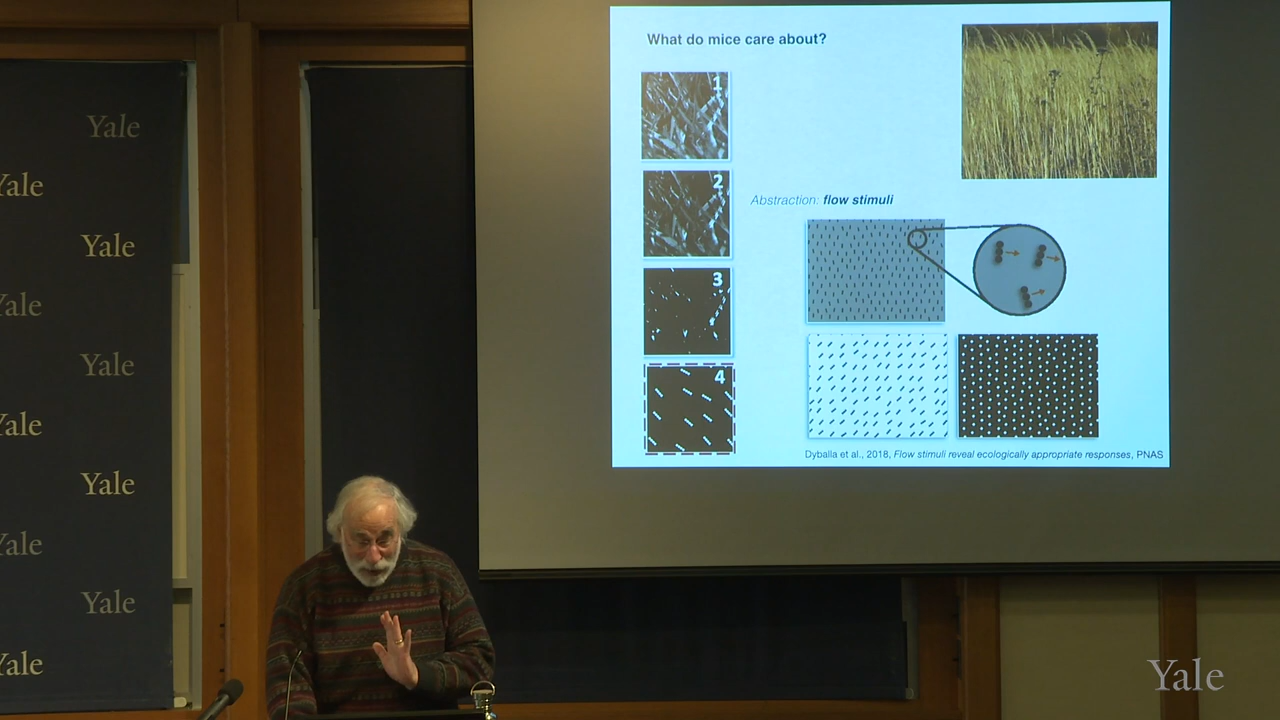 What do mice care about?
1
2
3
4
Abstraction: flow stimuli
Dyballa et al., 2018, Flow stimuli reveal ecologically appropriate responses, PNAS
Yale
Yale
Yale
Yale
Yale
Yale
Yale
Yale
Yale
Yale
Yale